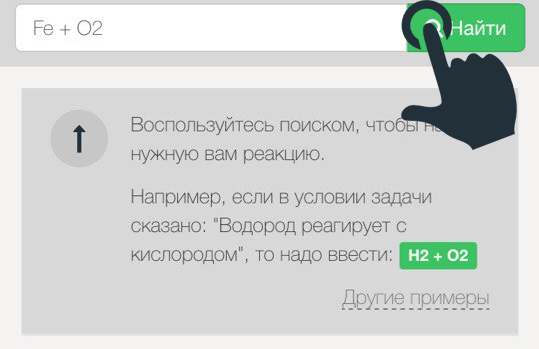 Fe + O2
Найти
Воспользуйтесь поиском, чтобы
нужную вам реакцию.
Например, если в условии задачи
сказано: "Водород реагирует с
кислородом", то надо ввести: H2 + O2
Другие примеры